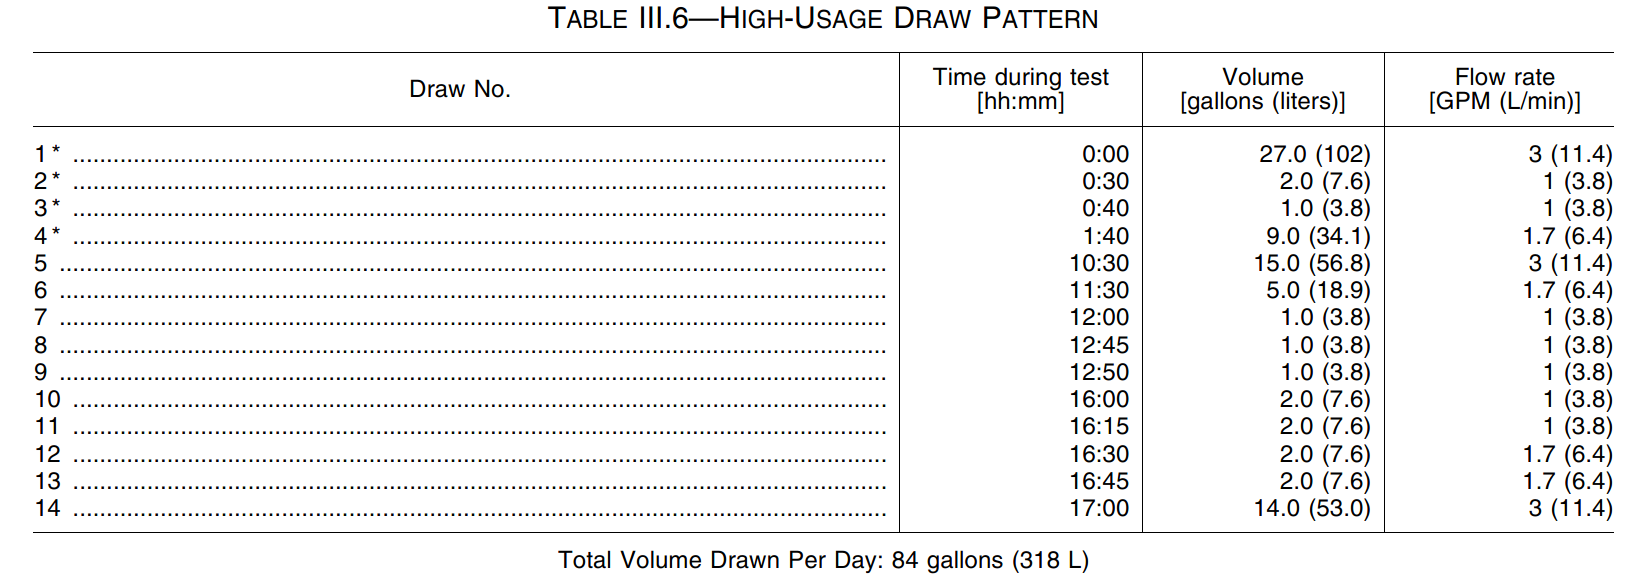 TABLE III.6—HIGH-USAGE DRAW PATTERN
Draw No. Time during test [hh:mm] Volume [gallons (liters)] Flow rate [GPM (L/min)]
1* 0:00 27.0 (102) 3 (11.4)
2* 0:30 2.0 (7.6) 1 (3.8)
3* 0:40 1.0 (3.8) 1 (3.8)
4* 1:40 9.0 (34.1) 1.7 (6.4)
5 10:30 15.0 (56.8) 3 (11.4)
6 11:30 5.0 (18.9) 1.7 (6.4)
7 12:00 1.0 (3.8) 1 (3.8)
8 12:45 1.0 (3.8) 1 (3.8)
9 12:50 1.0 (3.8) 1 (3.8)
10 16:00 2.0 (7.6) 1 (3.8)
11 16:15 2.0 (7.6) 1 (3.8)
12 16:30 2.0 (7.6) 1.7 (6.4)
13 16:45 2.0 (7.6) 1.7 (6.4)
14 17:00 14.0 (53.0) 3 (11.4)
Total Volume Drawn Per Day: 84 gallons (318 L)